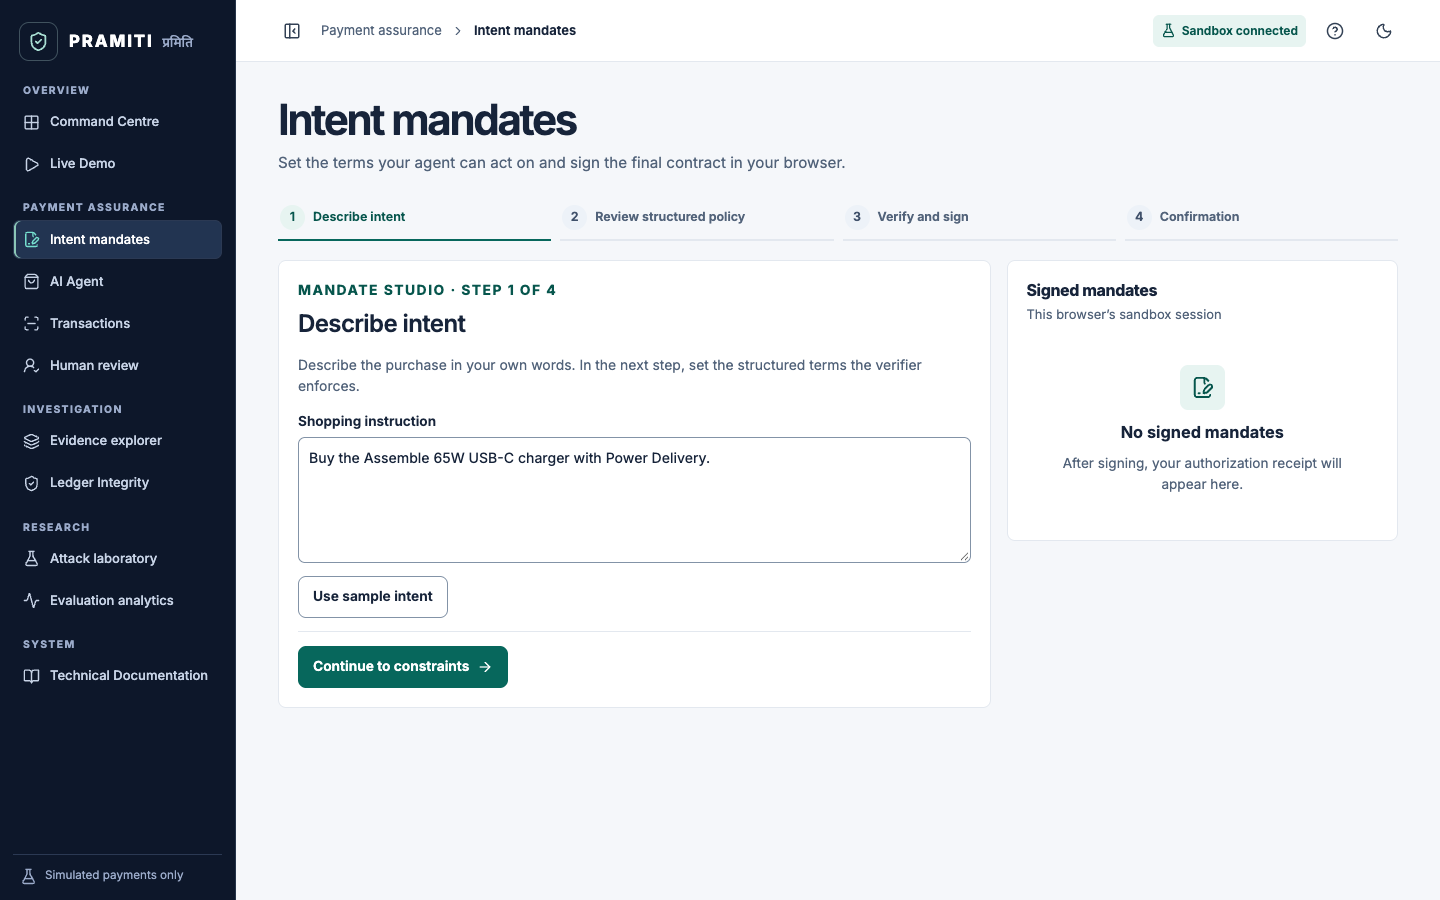 PRAMITI प्रमिति
OVERVIEW
Command Centre
Live Demo
PAYMENT ASSURANCE
Intent mandates
AI Agent
Transactions
Human review
INVESTIGATION
Evidence explorer
Ledger Integrity
RESEARCH
Attack laboratory
Evaluation analytics
SYSTEM
Technical Documentation
Simulated payments only
Payment assurance > Intent mandates
Sandbox connected
Intent mandates
Set the terms your agent can act on and sign the final contract in your browser.
1 Describe intent
2 Review structured policy
3 Verify and sign
4 Confirmation
MANDATE STUDIO · STEP 1 OF 4
Describe intent
Describe the purchase in your own words. In the next step, set the structured terms the verifier
enforces.
Shopping instruction
Buy the Assemble 65W USB-C charger with Power Delivery.
Use sample intent
Continue to constraints →
Signed mandates
This browser’s sandbox session
No signed mandates
After signing, your authorization receipt will
appear here.